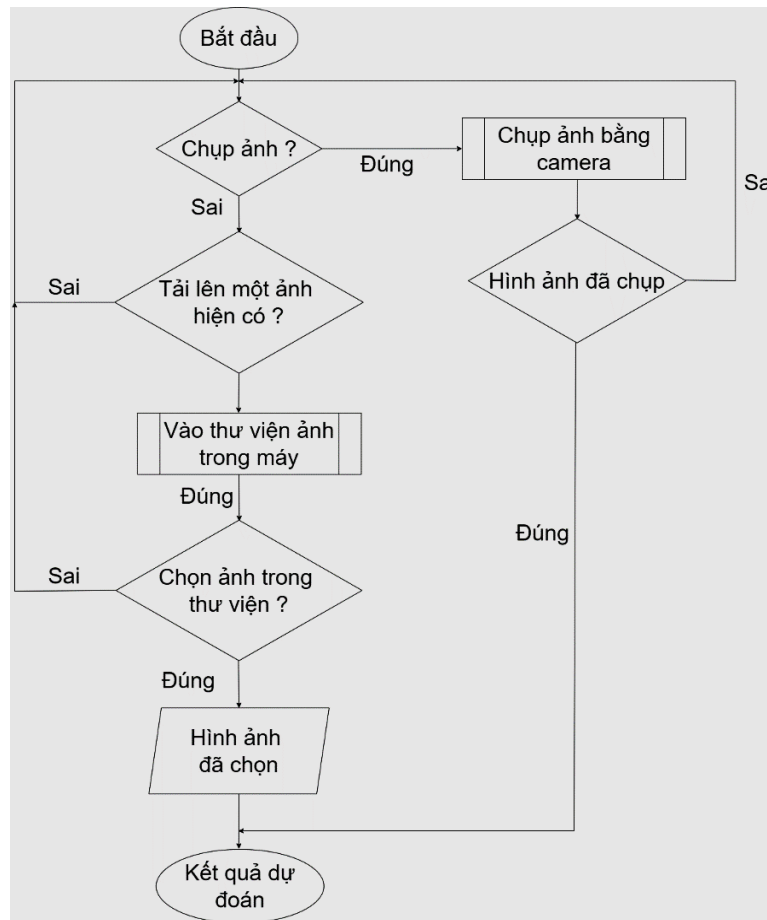 Bắt đầu
Chụp ảnh ?
Đúng
Chụp ảnh bằng
camera
Sai
Sa
Tải lên một ảnh
hiện có ?
Sai
Hình ảnh đã chụp
Vào thư viện ảnh
trong máy
Đúng
Đúng
Chọn ảnh trong
thư viện ?
Sai
Đúng
Hình ảnh
đã chọn
Kết quả dự
đoán